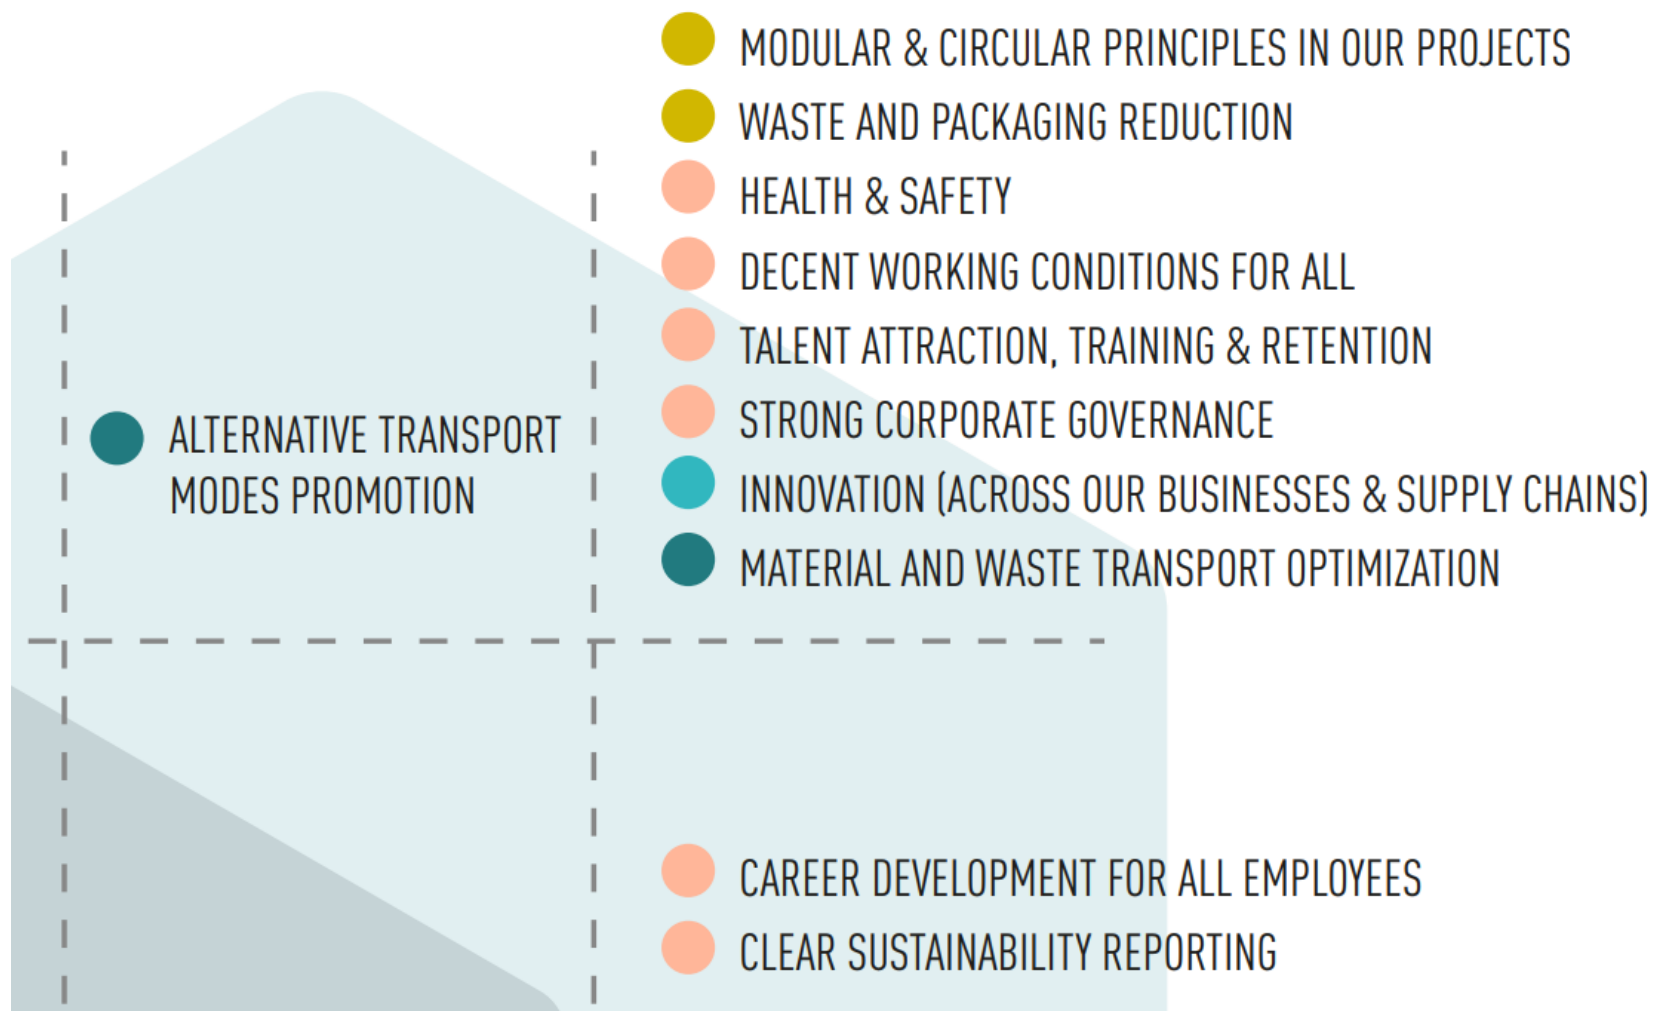 MODULAR & CIRCULAR PRINCIPLES IN OUR PROJECTS
WASTE AND PACKAGING REDUCTION
HEALTH & SAFETY
DECENT WORKING CONDITIONS FOR ALL
TALENT ATTRACTION, TRAINING & RETENTION
STRONG CORPORATE GOVERNANCE
INNOVATION (ACROSS OUR BUSINESSES & SUPPLY CHAINS)
MATERIAL AND WASTE TRANSPORT OPTIMIZATION
ALTERNATIVE TRANSPORT
MODES PROMOTION
CAREER DEVELOPMENT FOR ALL EMPLOYEES
CLEAR SUSTAINABILITY REPORTING